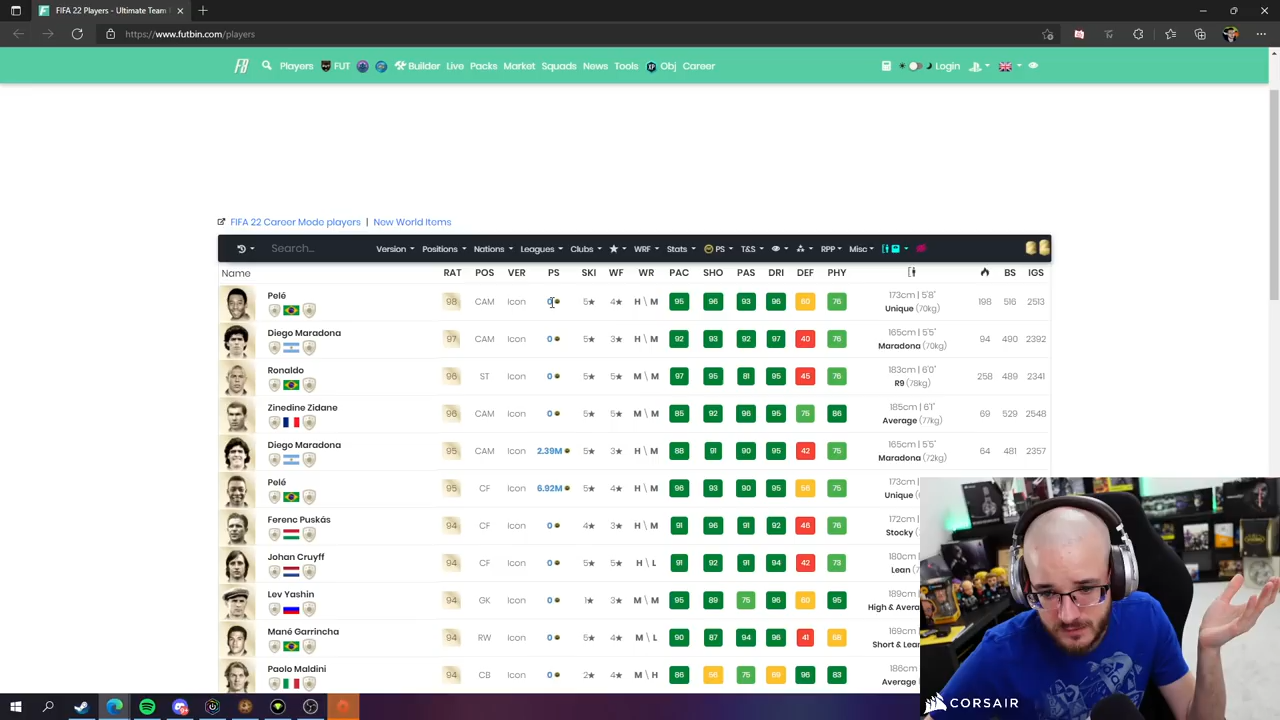 FIFA 22 Players - Ultimate Team
https://www.futbin.com/players
FB Players FUT Builder Live Packs Market Squads News Tools Obj Career Login
FIFA 22 Career Mode players | New World Items
Search... Version Positions Nations Leagues Clubs WRF Stats PS T&S RPP Misc
Name RAT POS VER PS SKI WF WR PAC SHO PAS DRI DEF PHY BS IGS
Pelé 173cm | 5'8"
98 CAM Icon 0 5★ 4★ H \ M 95 96 93 96 60 76 198 516 2513
Unique (70kg)
Diego Maradona 165cm | 5'5"
97 CAM Icon 0 5★ 3★ H \ M 92 93 92 97 40 76 94 490 2392
Maradona (70kg)
Ronaldo 183cm | 6'0"
96 ST Icon 0 5★ 5★ M \ M 97 95 81 95 45 76 258 489 2341
R9 (78kg)
Zinedine Zidane 185cm | 6'1"
96 CAM Icon 0 5★ 5★ M \ M 85 92 96 95 75 86 69 529 2548
Average (77kg)
Diego Maradona 165cm | 5'5"
95 CAM Icon 2.39M 5★ 3★ H \ M 88 91 90 95 42 75 64 481 2357
Maradona (72kg)
Pelé 173cm
95 CF Icon 6.92M 5★ 4★ H \ M 96 93 90 95 56 75
Unique
Ferenc Puskás 172cm
94 CF Icon 0 4★ 3★ H \ M 91 96 91 92 46 76
Stocky
Johan Cruyff 180cm
94 CF Icon 0 5★ 5★ H \ L 91 92 91 94 42 73
Lean
Lev Yashin 189cm
94 GK Icon 0 1★ 3★ M \ M 95 89 75 96 60 95
High & Avera
Mané Garrincha 169cm
94 RW Icon 0 5★ 4★ M \ L 90 87 94 96 41
Short & Lean
Paolo Maldini 186cm
94 CB Icon 0 2★ 4★ M \ H 86 56 75 69 96 83
Average
CORSAIR